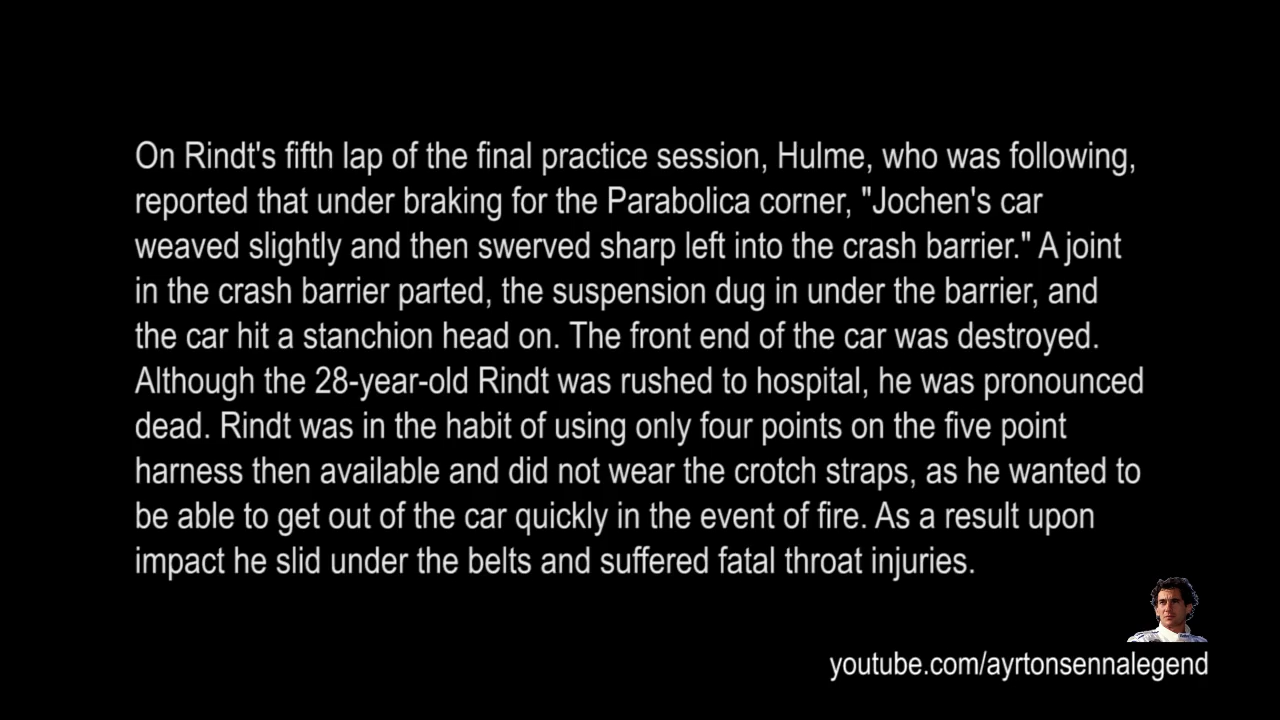 On Rindt's fifth lap of the final practice session, Hulme, who was following,
reported that under braking for the Parabolica corner, "Jochen's car
weaved slightly and then swerved sharp left into the crash barrier." A joint
in the crash barrier parted, the suspension dug in under the barrier, and
the car hit a stanchion head on. The front end of the car was destroyed.
Although the 28-year-old Rindt was rushed to hospital, he was pronounced
dead. Rindt was in the habit of using only four points on the five point
harness then available and did not wear the crotch straps, as he wanted to
be able to get out of the car quickly in the event of fire. As a result upon
impact he slid under the belts and suffered fatal throat injuries.
youtube.com/ayrtonsennalegend